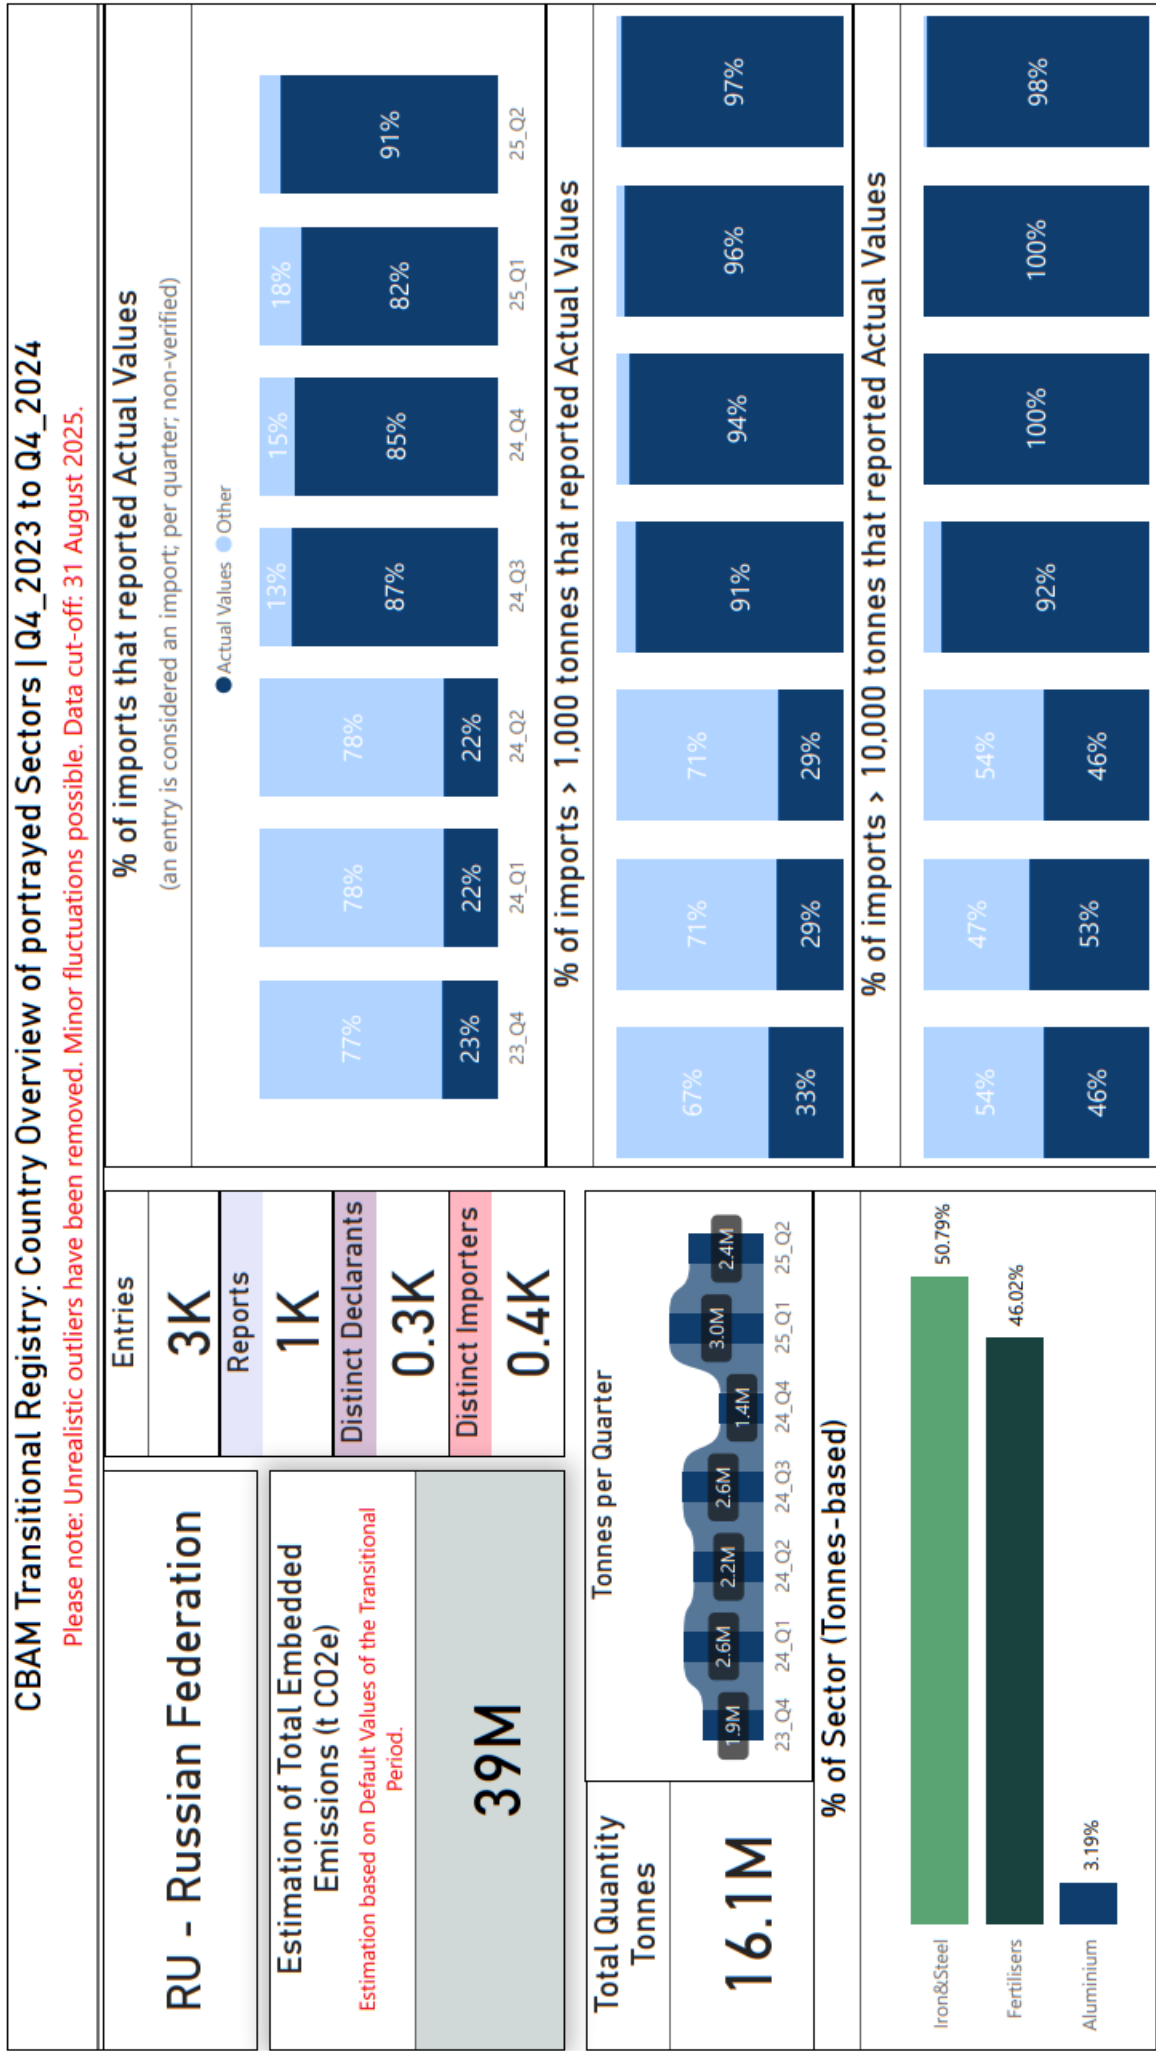 CBAM Transitional Registry: Country Overview of portrayed Sectors | Q4_2023 to Q4_2024
Please note: Unrealistic outliers have been removed. Minor fluctuations possible. Data cut-off: 31 August 2025.
RU - Russian Federation
Estimation of Total Embedded
Emissions (t CO2e)
Estimation based on Default Values of the Transitional
Period.
39M
Entries
3K
Reports
1K
Distinct Declarants
0.3K
Distinct Importers
0.4K
Total Quantity
Tonnes
16.1M
Tonnes per Quarter
1.9M 2.6M 2.2M 2.6M 1.4M 3.0M 2.4M
23_Q4 24_Q1 24_Q2 24_Q3 24_Q4 25_Q1 25_Q2
% of Sector (Tonnes-based)
Iron&Steel 50.79%
Fertilisers 46.02%
Aluminium 3.19%
% of imports that reported Actual Values
(an entry is considered an import; per quarter; non-verified)
Actual Values Other
77% 78% 78% 13% 15% 18%
23% 22% 22% 87% 85% 82% 91%
23_Q4 24_Q1 24_Q2 24_Q3 24_Q4 25_Q1 25_Q2
% of imports > 1,000 tonnes that reported Actual Values
67% 71% 71%
33% 29% 29% 91% 94% 96% 97%
% of imports > 10,000 tonnes that reported Actual Values
54% 47% 54%
46% 53% 46% 92% 100% 100% 98%